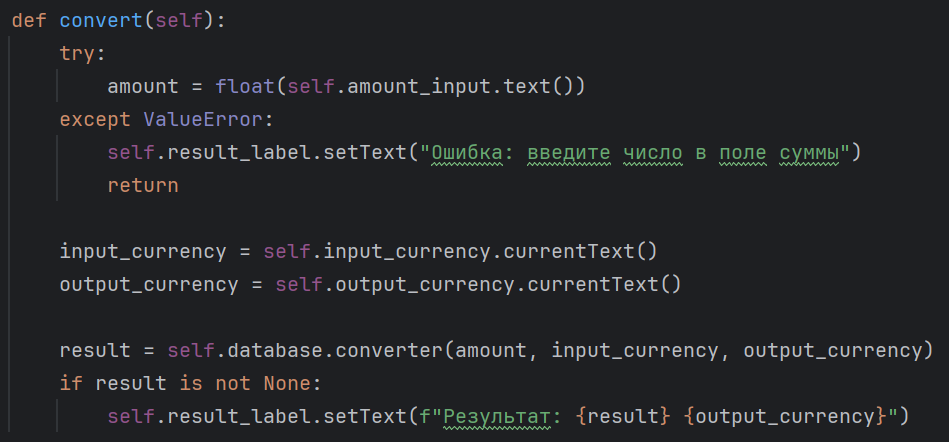 def convert(self):
    try:
        amount = float(self.amount_input.text())
    except ValueError:
        self.result_label.setText("Ошибка: введите число в поле суммы")
        return

    input_currency = self.input_currency.currentText()
    output_currency = self.output_currency.currentText()

    result = self.database.converter(amount, input_currency, output_currency)
    if result is not None:
        self.result_label.setText(f"Результат: {result} {output_currency}")